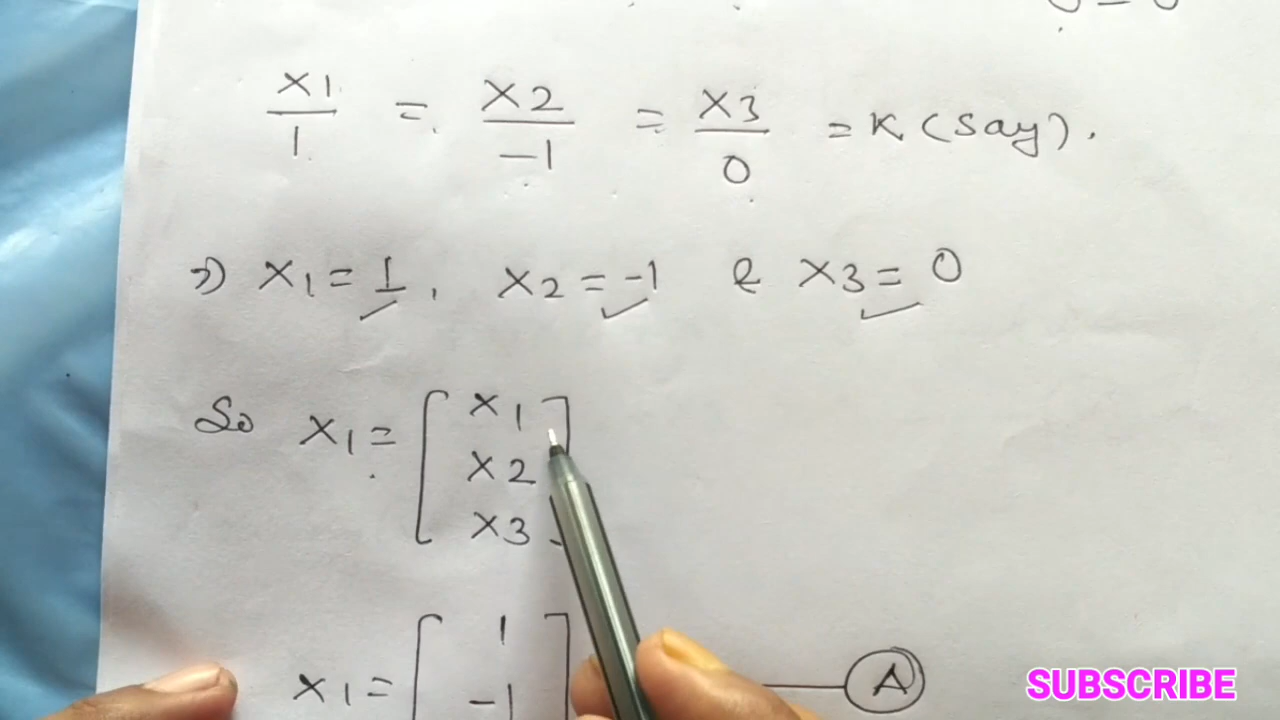 x1/1 = x2/-1 = x3/0 = K (say).
⇒ x1 = 1, x2 = -1 & x3 = 0
So x1 = [x1
x2
x3]
x1 = [1
-1
A
SUBSCRIBE